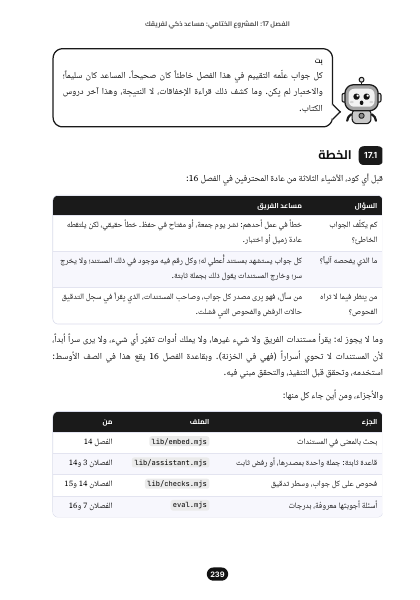 الفصل 17: المشروع الختامي: مساعد ذكي لفريقك
بِت
كل جواب علّمه التقييم في هذا الفصل خاطئاً كان صحيحاً. المساعد كان سليماً؛
والاختبار لم يكن. وما كشف ذلك قراءة الإخفاقات، لا النتيجة، وهذا آخر دروس
الكتاب.
17.1 الخطة
قبل أي كود، الأشياء الثلاثة من عادة المحترفين في الفصل 16:
السؤال مساعد الفريق
كم يكلّف الجواب خطأ في عمل أحدهم: نشر يوم جمعة، أو مفتاح في حفظ. خطأ حقيقي، لكن يلتقطه
الخاطئ؟ عادة زميل أو اختبار.
ما الذي يفحصه آلياً؟ كل جواب يستشهد بمستند أُعطي له؛ وكل رقم فيه موجود في ذلك المستند؛ ولا يخرج
سر؛ وخارج المستندات يقول ذلك بجملة ثابتة.
من ينظر فيما لا تراه من سأل، فهو يرى مصدر كل جواب، وصاحب المستندات، الذي يقرأ في سجل التدقيق
الفحوص؟ حالات الرفض والفحوص التي فشلت.
وما لا يجوز له: يقرأ مستندات الفريق ولا شيء غيرها، ولا يملك أدوات تغيّر أي شيء، ولا يرى سراً أبداً،
لأن المستندات لا تحوي أسراراً (فهي في الخزنة). وبقاعدة الفصل 16 يقع هذا في الصف الأوسط:
استخدمه، وتحقق قبل التنفيذ، والتحقق مبني فيه.
والأجزاء، ومن أين جاء كل منها:
الجزء الملف من
بحث بالمعنى في المستندات lib/embed.mjs الفصل 14
قاعدة ثابتة: جملة واحدة بمصدرها، أو رفض ثابت lib/assistant.mjs الفصلان 3 و14
فحوص على كل جواب، وسطر تدقيق lib/checks.mjs الفصلان 14 و15
أسئلة أجوبتها معروفة، بدرجات eval.mjs الفصلان 7 و16
239